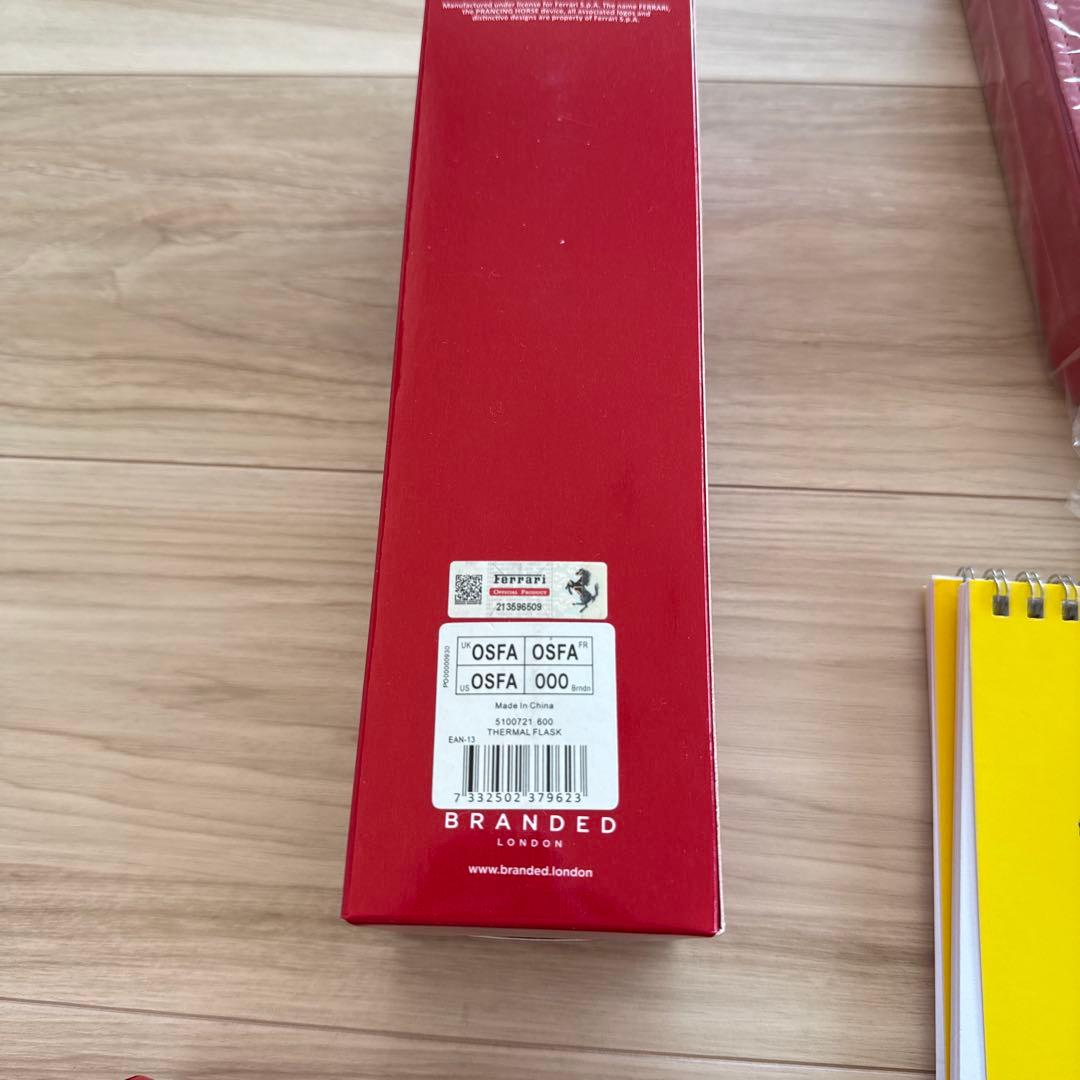 Manufactured under license for Ferrari S.p.A. The name FERRARI,
the PRANCING HORSE device, all associated logos and
distinctive designs are property of Ferrari S.p.A.
Ferrari
OFFICIAL PRODUCT
213596509
PO00000930
UK OSFA OSFA FR
US OSFA 000 Brndn
Made In China
5100721 600
THERMAL FLASK
EAN-13
7 332502 379623
BRANDED
LONDON
www.branded.london